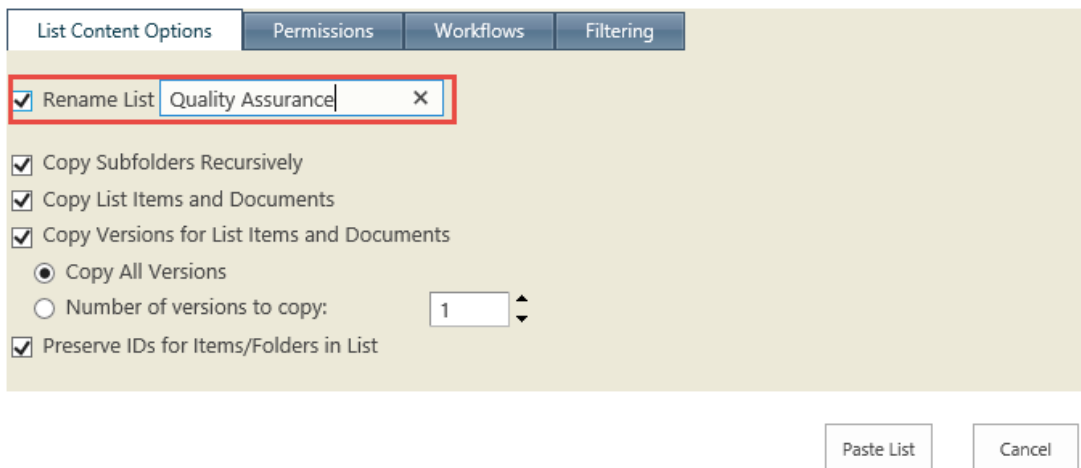 List Content Options Permissions Workflows Filtering
Rename List Quality Assurance
Copy Subfolders Recursively
Copy List Items and Documents
Copy Versions for List Items and Documents
Copy All Versions
Number of versions to copy: 1
Preserve IDs for Items/Folders in List
Paste List Cancel